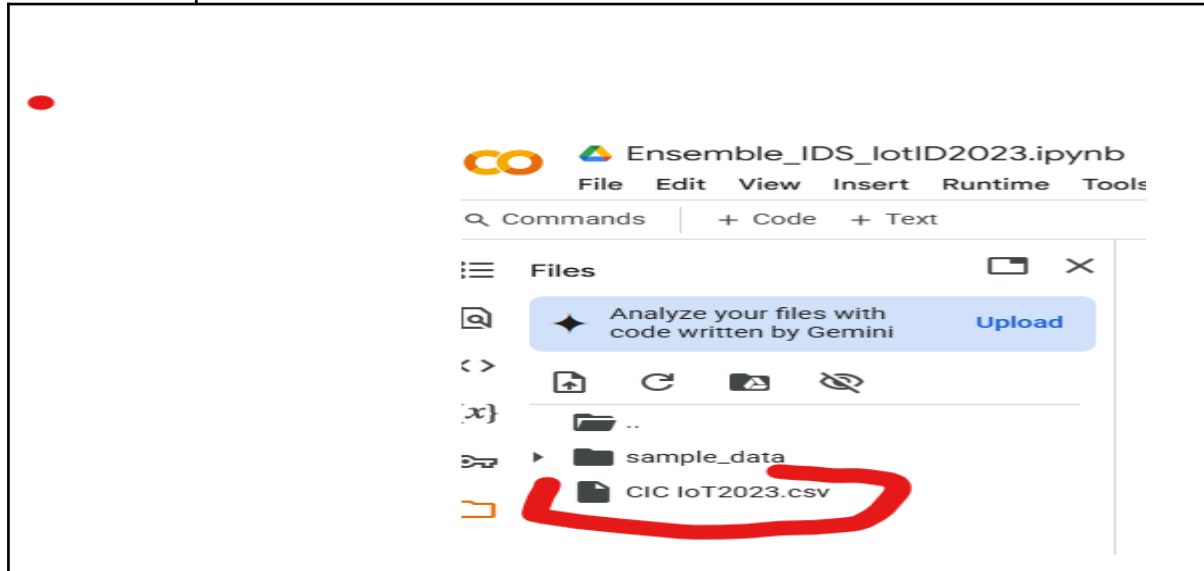 Ensemble_IDS_IotID2023.ipynb
File Edit View Insert Runtime Tools
Commands + Code + Text
Files
Analyze your files with
code written by Gemini
Upload
{x}
..
sample_data
CIC IoT2023.csv